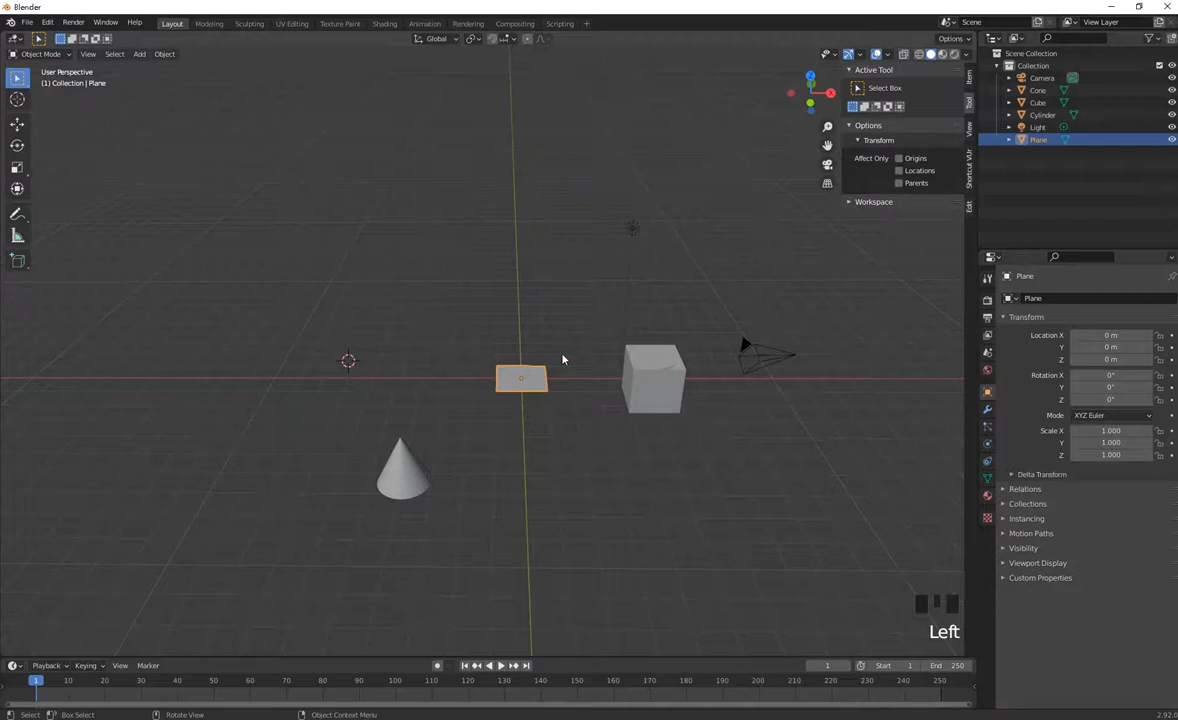 Blender
File Edit Render Window Help Layout Modeling Sculpting UV Editing Texture Paint Shading Animation Rendering Compositing Scripting + Scene View Layer
Global Options
Object Mode View Select Add Object
User Perspective
(1) Collection | Plane
X
Z
Active Tool
Select Box
Options
Transform
Affect Only Origins
Locations
Parents
Workspace
Item
Tool
View
Shortcut VUr
Edit
Scene Collection
Collection
Camera
Cone
Cube
Cylinder
Light
Plane
Plane
Plane
Transform
Location X 0 m
Y 0 m
Z 0 m
Rotation X 0°
Y 0°
Z 0°
Mode XYZ Euler
Scale X 1.000
Y 1.000
Z 1.000
Delta Transform
Relations
Collections
Instancing
Motion Paths
Visibility
Viewport Display
Custom Properties
Left
Playback Keying View Marker 1 Start 1 End 250
1 10 20 30 40 50 60 70 80 90 100 110 120 130 140 150 160 170 180 190 200 210 220 230 240 250
Select Box Select Rotate View Object Context Menu 2.92.0